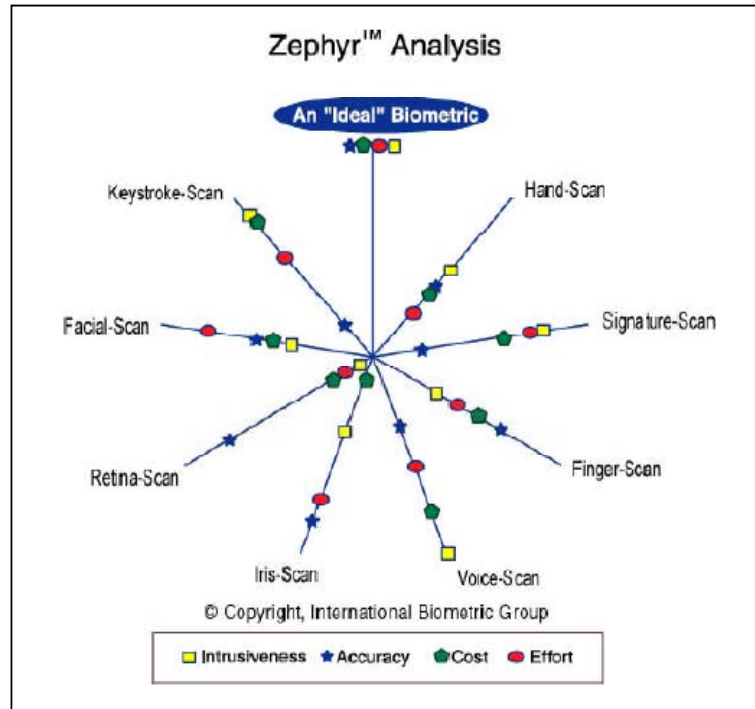 Zephyr™ Analysis
An "Ideal" Biometric
Keystroke-Scan
Hand-Scan
Facial-Scan
Signature-Scan
Retina-Scan
Finger-Scan
Iris-Scan
Voice-Scan
© Copyright, International Biometric Group
Intrusiveness Accuracy Cost Effort